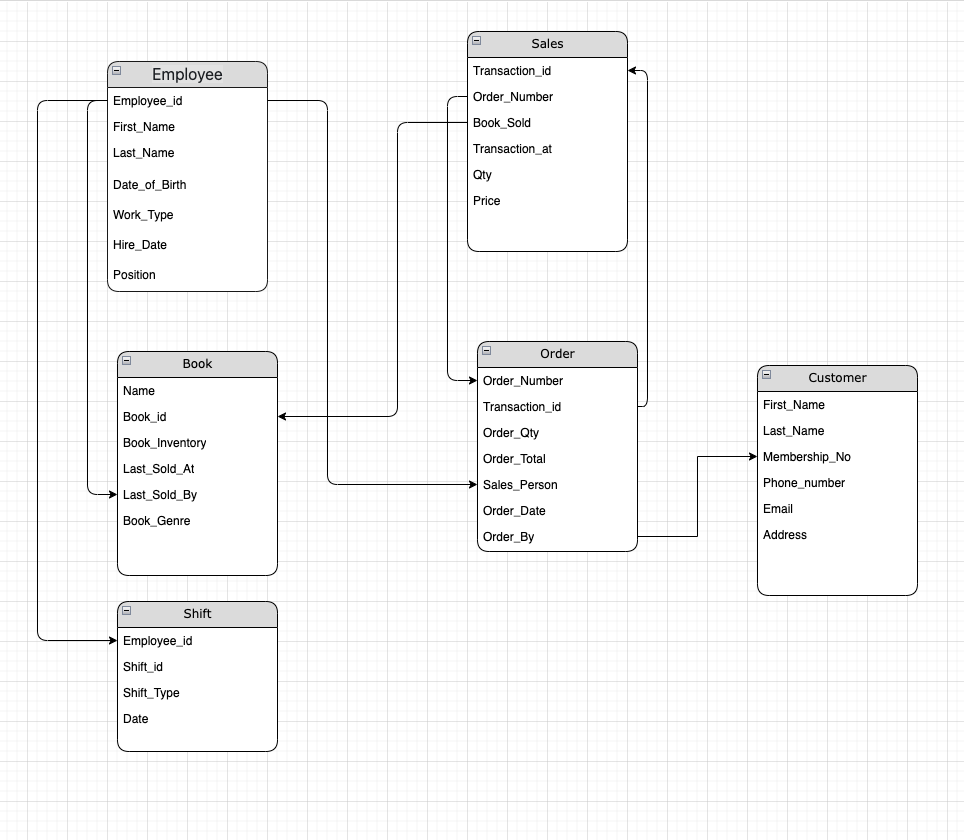 Employee
Employee_id
First_Name
Last_Name
Date_of_Birth
Work_Type
Hire_Date
Position
Sales
Transaction_id
Order_Number
Book_Sold
Transaction_at
Qty
Price
Book
Name
Book_id
Book_Inventory
Last_Sold_At
Last_Sold_By
Book_Genre
Order
Order_Number
Transaction_id
Order_Qty
Order_Total
Sales_Person
Order_Date
Order_By
Customer
First_Name
Last_Name
Membership_No
Phone_number
Email
Address
Shift
Employee_id
Shift_id
Shift_Type
Date